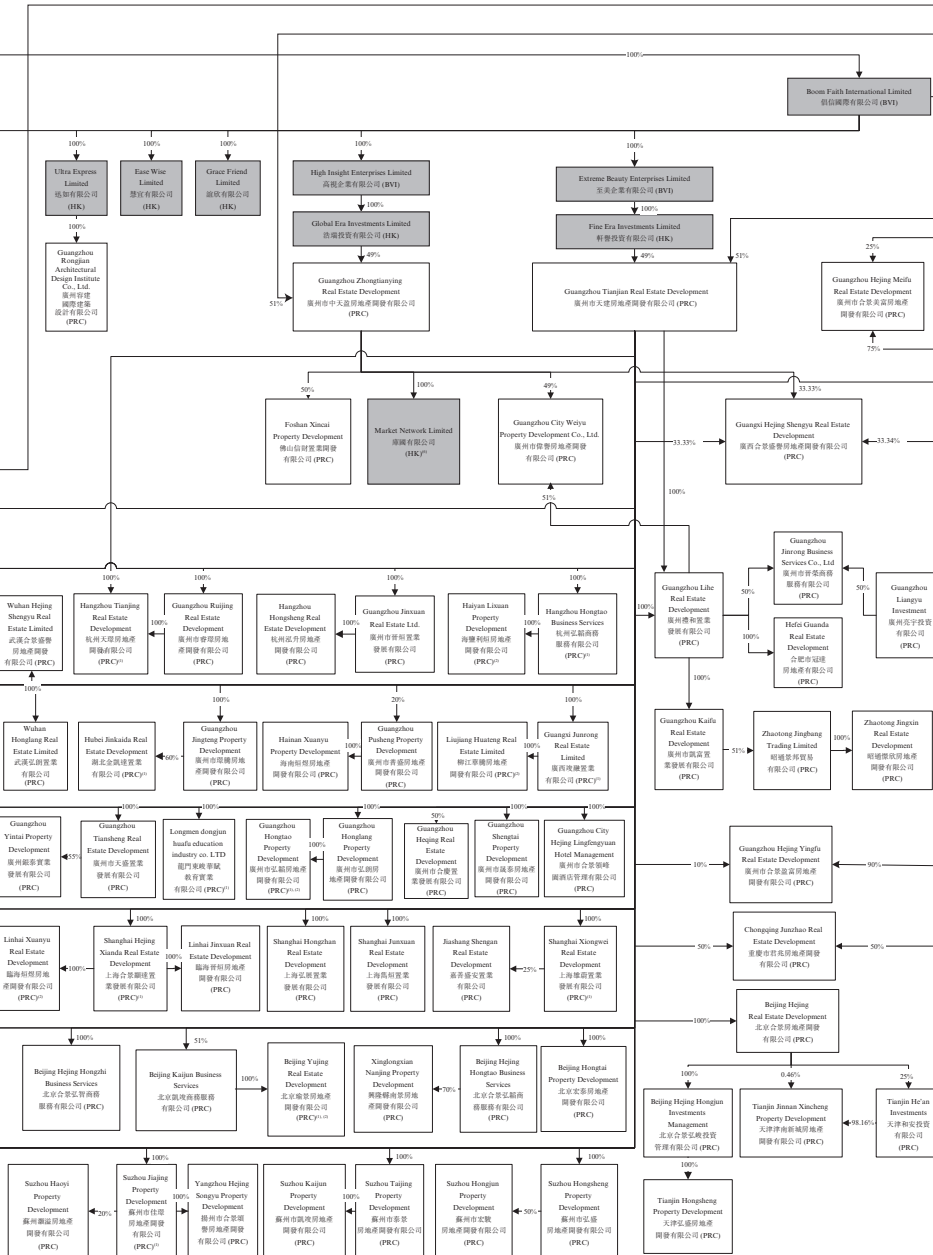 100%
Boom Faith International Limited
佰信國際有限公司 (BVI)
100%
100%
100%
100%
100%
Ultra Express
Limited
迅如有限公司
(HK)
Ease Wise
Limited
慧宜有限公司
(HK)
Grace Friend
Limited
誼欣有限公司
(HK)
High Insight Enterprises Limited
高視企業有限公司 (BVI)
Extreme Beauty Enterprises Limited
至美企業有限公司 (BVI)
100%
100%
100%
Global Era Investments Limited
浩瑞投資有限公司 (HK)
Fine Era Investments Limited
軒譽投資有限公司 (HK)
49%
49%
51%
51%
25%
Guangzhou
Rongjian
Architectural
Design Institute
Co., Ltd.
廣州容建
國際建築
設計有限公司
(PRC)
Guangzhou Zhongtianying
Real Estate Development
廣州市中天盈房地產開發有限公司
(PRC)
Guangzhou Tianjian Real Estate Development
廣州市天建房地產開發有限公司 (PRC)
Guangzhou Hejing Meifu
Real Estate Development
廣州市合景美富房地產
開發有限公司 (PRC)
75%
50%
100%
49%
33.33%
Foshan Xincai
Property Development
佛山信財置業開發
有限公司 (PRC)
Market Network Limited
庫國有限公司
(HK)
Guangzhou City Weiyu
Property Development Co., Ltd.
廣州市偉譽房地產開發
有限公司 (PRC)
33.33%
Guangxi Hejing Shengyu Real Estate
Development
廣西合景盛譽房地產開發有限公司
(PRC)
33.34%
51%
100%
100%
100%
100%
100%
Wuhan Hejing
Shengyu Real
Estate Limited
武漢合景盛譽
房地產開發
有限公司 (PRC)
Hangzhou Tianjing
Real Estate
Development
杭州天璟房地產
開發有限公司 (PRC)
100%
Guangzhou Ruijing
Real Estate
Development
廣州市睿璟房地
產開發有限公司 (PRC)
Hangzhou
Hongsheng Real
Estate Development
杭州泓升房地產
開發有限公司 (PRC)
100%
Guangzhou Jinxuan
Real Estate Ltd.
廣州市晉烜置業
發展有限公司
(PRC)
Haiyan Lixuan
Property
Development
海鹽利烜房地產
開發有限公司
(PRC)
100%
Hangzhou Hongtao
Business Services
杭州弘韜商務
服務有限公司 (PRC)
100%
Guangzhou Lihe
Real Estate
Development
廣州禮和置業
發展有限公司
(PRC)
50%
Guangzhou
Jinrong Business
Services Co., Ltd
廣州市晉榮商務
服務有限公司
(PRC)
50%
Guangzhou
Liangyu
Investment
廣州亮宇投資
有限公司
(PRC)
100%
Hefei Guanda
Real Estate
Development
合肥市冠達
房地產有限公司
(PRC)
100%
100%
20%
100%
100%
Wuhan
Honglang Real
Estate Limited
武漢弘朗置業
有限公司
(PRC)
Hubei Jinkaida Real
Estate Development
湖北金凱達置業
有限公司 (PRC)
60%
Guangzhou
Jingteng Property
Development
廣州市璟騰房地
產開發有限公司
(PRC)
Hainan Xuanyu
Property Development
海南烜煜房地產
開發有限公司 (PRC)
100%
Guangzhou
Pusheng Property
Development
廣州市普盛房地產
開發有限公司
(PRC)
Liujiang Huateng Real
Estate Limited
柳江華騰房地產
有限公司 (PRC)
100%
Guangxi Junrong
Real Estate
Limited
廣西竣融置業
有限公司 (PRC)
Guangzhou Kaifu
Real Estate
Development
廣州市凱富置
業發展有限公司
(PRC)
51%
Zhaotong Jingbang
Trading Limited
昭通景邦貿易
有限公司 (PRC)
100%
Zhaotong Jingxin
Real Estate
Development
昭通傑欣房地產
開發有限公司
(PRC)
100%
100%
100%
100%
50%
100%
100%
Guangzhou
Yintai Property
Development
廣州銀泰實業
發展有限公司
(PRC)
55%
Guangzhou
Tiansheng Real
Estate Development
廣州市天盛置業
發展有限公司
(PRC)
Longmen dongjun
huafu education
industry co. LTD
龍門東峻華賦
教育實業
有限公司 (PRC)
Guangzhou
Hongtao
Property
Development
廣州市弘韜房地產
開發有限公司
(PRC)
100%
Guangzhou
Honglang
Property
Development
廣州市弘朗房
地產開發有限公司
(PRC)
Guangzhou
Heqing Real
Estate
Development
廣州市合慶置
業發展有限公司
(PRC)
Guangzhou
Shengtai
Property
Development
廣州市晟泰房地產
開發有限公司
(PRC)
Guangzhou City
Hejing Lingfengyuan
Hotel Management
廣州市合景領峰
園酒店管理有限公司
(PRC)
10%
Guangzhou Hejing Yingfu
Real Estate Development
廣州市合景盈富房地產
開發有限公司 (PRC)
90%
100%
100%
100%
100%
Linhai Xuanyu
Real Estate
Development
臨海烜煜房地
產開發有限公司
(PRC)
100%
Shanghai Hejing
Xianda Real Estate
Development
上海合景顯達置
業發展有限公司
(PRC)
100%
Linhai Jinxuan Real
Estate Development
臨海晉烜房地產
開發有限公司
(PRC)
Shanghai Hongzhan
Real Estate
Development
上海弘展置業
發展有限公司
(PRC)
Shanghai Junxuan
Real Estate
Development
上海雋烜置業
發展有限公司
(PRC)
Jiashang Shengan
Development
嘉善盛安置業
有限公司
(PRC)
25%
Shanghai Xiongwei
Real Estate
Development
上海雄蔚置業
發展有限公司
(PRC)
50%
Chongqing Junzhao Real
Estate Development
重慶市君兆房地產開發
有限公司 (PRC)
50%
100%
Beijing Hejing
Real Estate Development
北京合景房地產開發
有限公司 (PRC)
100%
51%
100%
100%
Beijing Hejing Hongzhi
Business Services
北京合景弘智商務
服務有限公司 (PRC)
Beijing Kaijun Business
Services
北京凱竣商務服務
有限公司 (PRC)
100%
Beijing Yujing
Real Estate
Development
北京瑜景房地產
開發有限公司
(PRC)
Xinglongxian
Nanjing Property
Development
興隆縣南景房地
產開發有限公司
(PRC)
70%
Beijing Hejing
Hongtao Business
Services
北京合景弘韜商
務服務有限公司
(PRC)
Beijing Hongtai
Property Development
北京宏泰房地產
開發有限公司
(PRC)
100%
0.46%
25%
Beijing Hejing Hongjun
Investments
Management
北京合景弘峻投資
管理有限公司 (PRC)
Tianjin Jinnan Xincheng
Property Development
天津津南新城房地產
開發有限公司 (PRC)
98.16%
Tianjin He'an
Investments
天津和安投資
有限公司
(PRC)
100%
100%
100%
100%
Suzhou Haoyi
Property
Development
蘇州灝溢房地產
開發有限公司
(PRC)
20%
Suzhou Jiajing
Property
Development
蘇州市佳璟
房地產開發
有限公司
(PRC)
100%
Yangzhou Hejing
Songyu Property
Development
揚州市合景頌
譽房地產開發
有限公司 (PRC)
Suzhou Kaijun
Property
Development
蘇州市凱竣房地產
開發有限公司
(PRC)
100%
Suzhou Taijing
Property
Development
蘇州市泰景
房地產開發有限公司
(PRC)
Suzhou Hongjun
Property
Development
蘇州市宏駿
房地產開發有限公司
(PRC)
50%
Suzhou Hongsheng
Property
Development
蘇州市弘盛
房地產開發有限公司
(PRC)
Tianjin Hongsheng
Property Development
天津弘盛房地產
開發有限公司
(PRC)